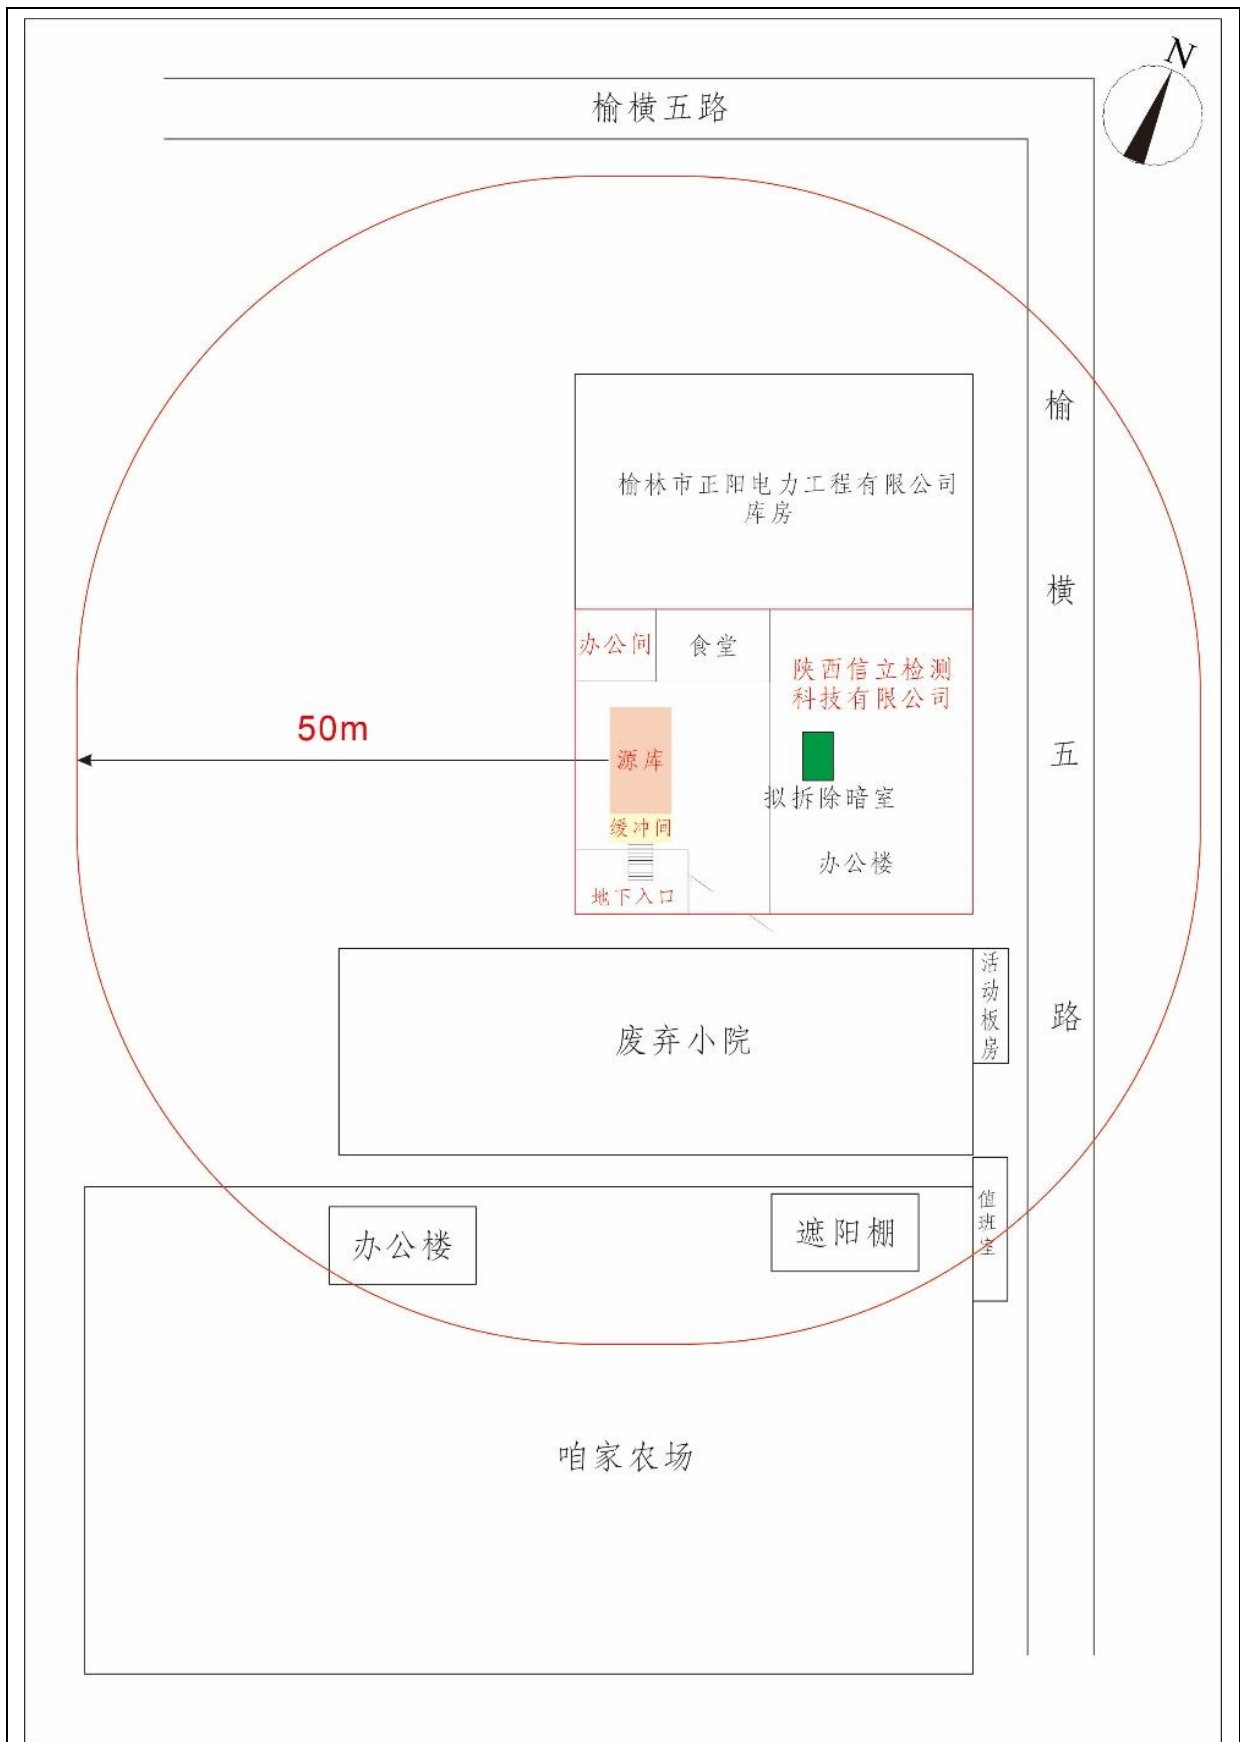 N
榆横五路
榆横五路
榆林市正阳电力工程有限公司
库房
办公间
食堂
陕西信立检测
科技有限公司
50m
源库
拟拆除暗室
缓冲间
办公楼
地下入口
活动板房
废弃小院
值班室
办公楼
遮阳棚
咱家农场